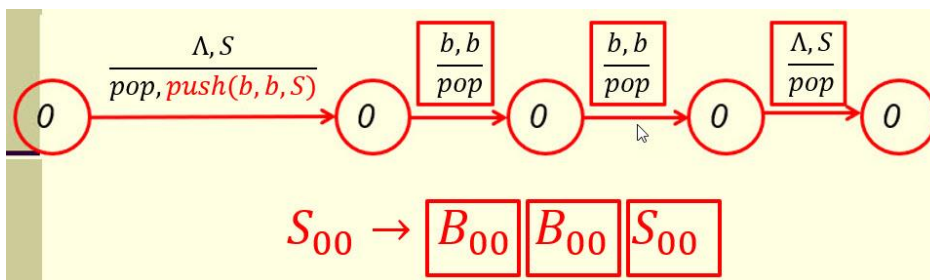 Λ, S
pop, push(b, b, S)
b, b
pop
b, b
pop
Λ, S
pop
0 0 0 0 0
S₀₀ → B₀₀ B₀₀ S₀₀